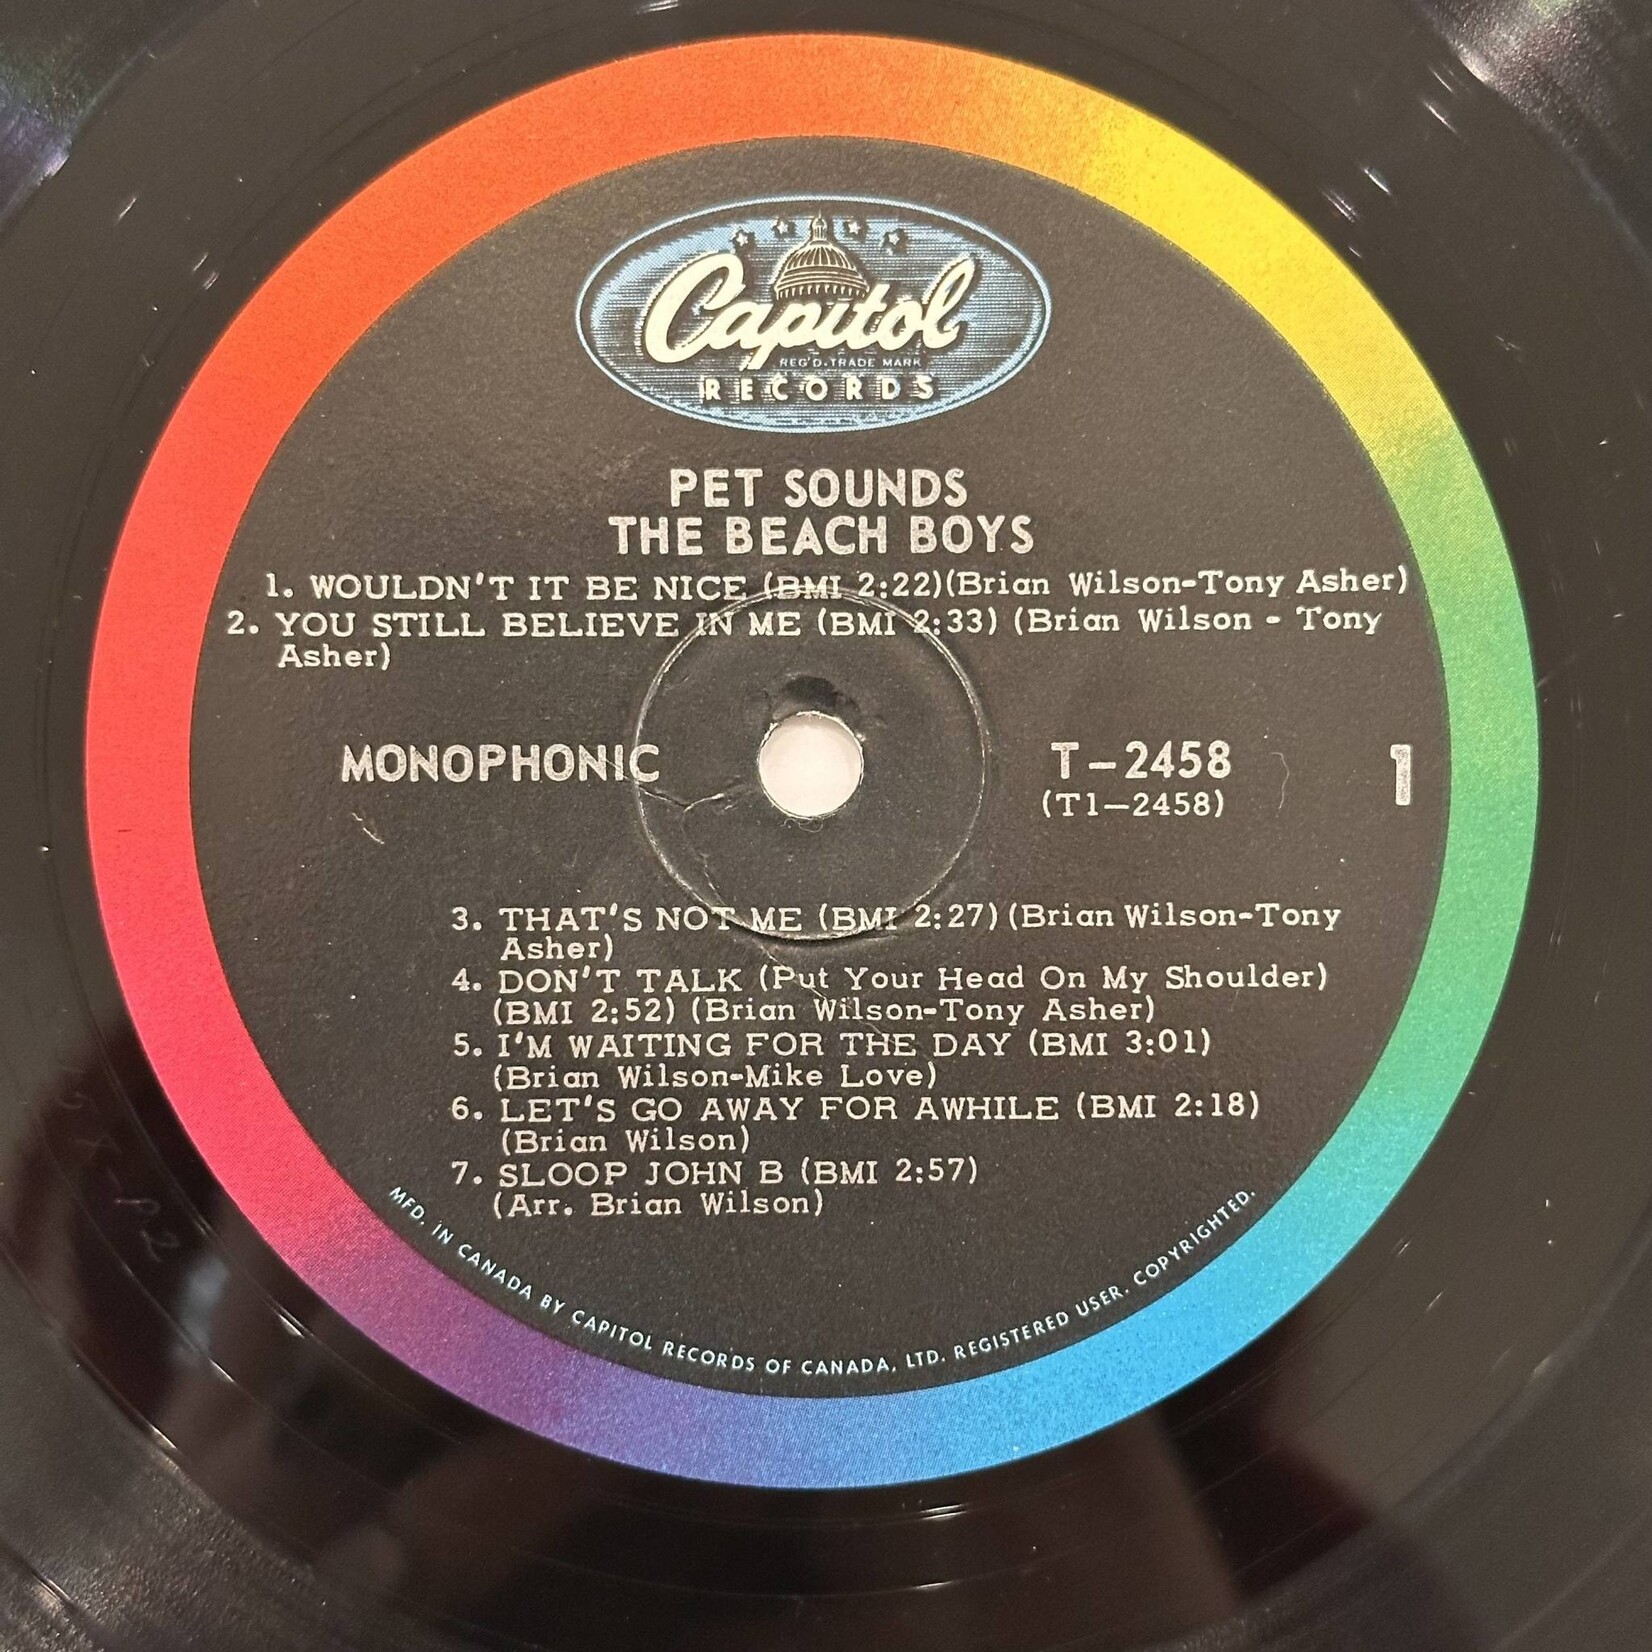 Capitol
REG'D. TRADE MARK
RECORDS
PET SOUNDS
THE BEACH BOYS
1. WOULDN'T IT BE NICE (BMI 2:22)(Brian Wilson-Tony Asher)
2. YOU STILL BELIEVE IN ME (BMI 2:33) (Brian Wilson - Tony
Asher)
MONOPHONIC
T-2458
1
(T1-2458)
3. THAT'S NOT ME (BMI 2:27) (Brian Wilson-Tony
Asher)
4. DON'T TALK (Put Your Head On My Shoulder)
(BMI 2:52) (Brian Wilson-Tony Asher)
5. I'M WAITING FOR THE DAY (BMI 3:01)
(Brian Wilson-Mike Love)
6. LET'S GO AWAY FOR AWHILE (BMI 2:18)
(Brian Wilson)
7. SLOOP JOHN B (BMI 2:57)
(Arr. Brian Wilson)
MFD. IN CANADA BY CAPITOL RECORDS OF CANADA, LTD. REGISTERED USER. COPYRIGHTED.